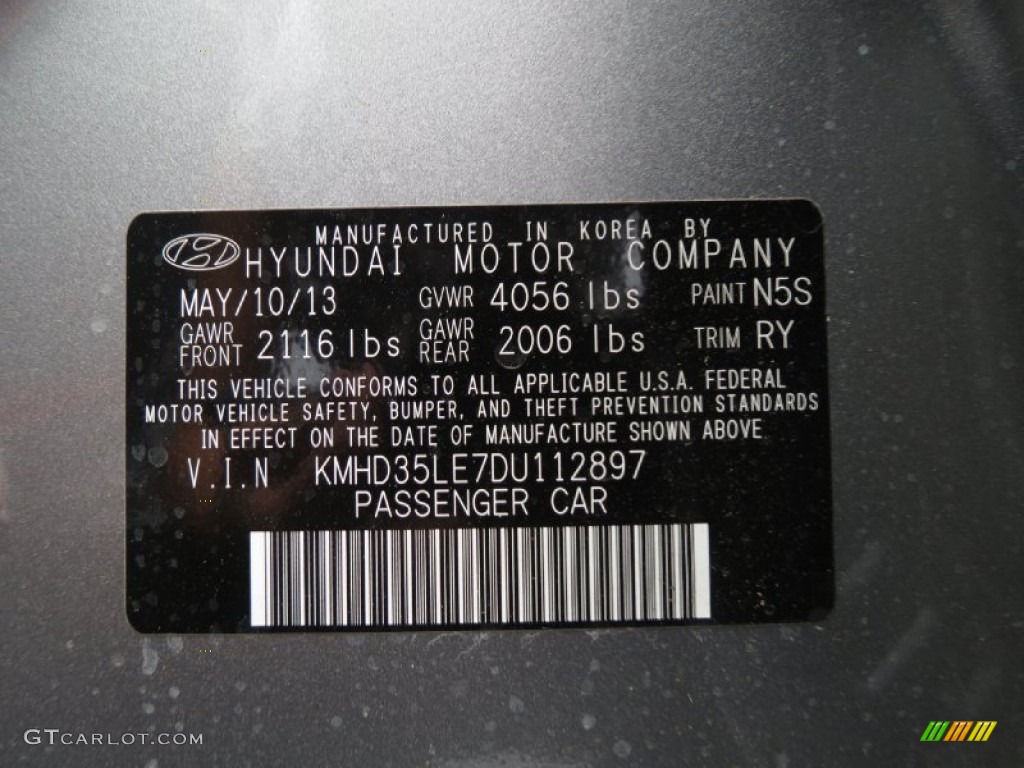 MANUFACTURED IN KOREA BY
HYUNDAI MOTOR COMPANY
MAY/10/13 GVWR 4056 lbs PAINT N5S
GAWR FRONT 2116 lbs GAWR REAR 2006 lbs TRIM RY
THIS VEHICLE CONFORMS TO ALL APPLICABLE U.S.A. FEDERAL
MOTOR VEHICLE SAFETY, BUMPER, AND THEFT PREVENTION STANDARDS
IN EFFECT ON THE DATE OF MANUFACTURE SHOWN ABOVE
V.I.N KMHD35LE7DU112897
PASSENGER CAR
GTCARLOT.COM